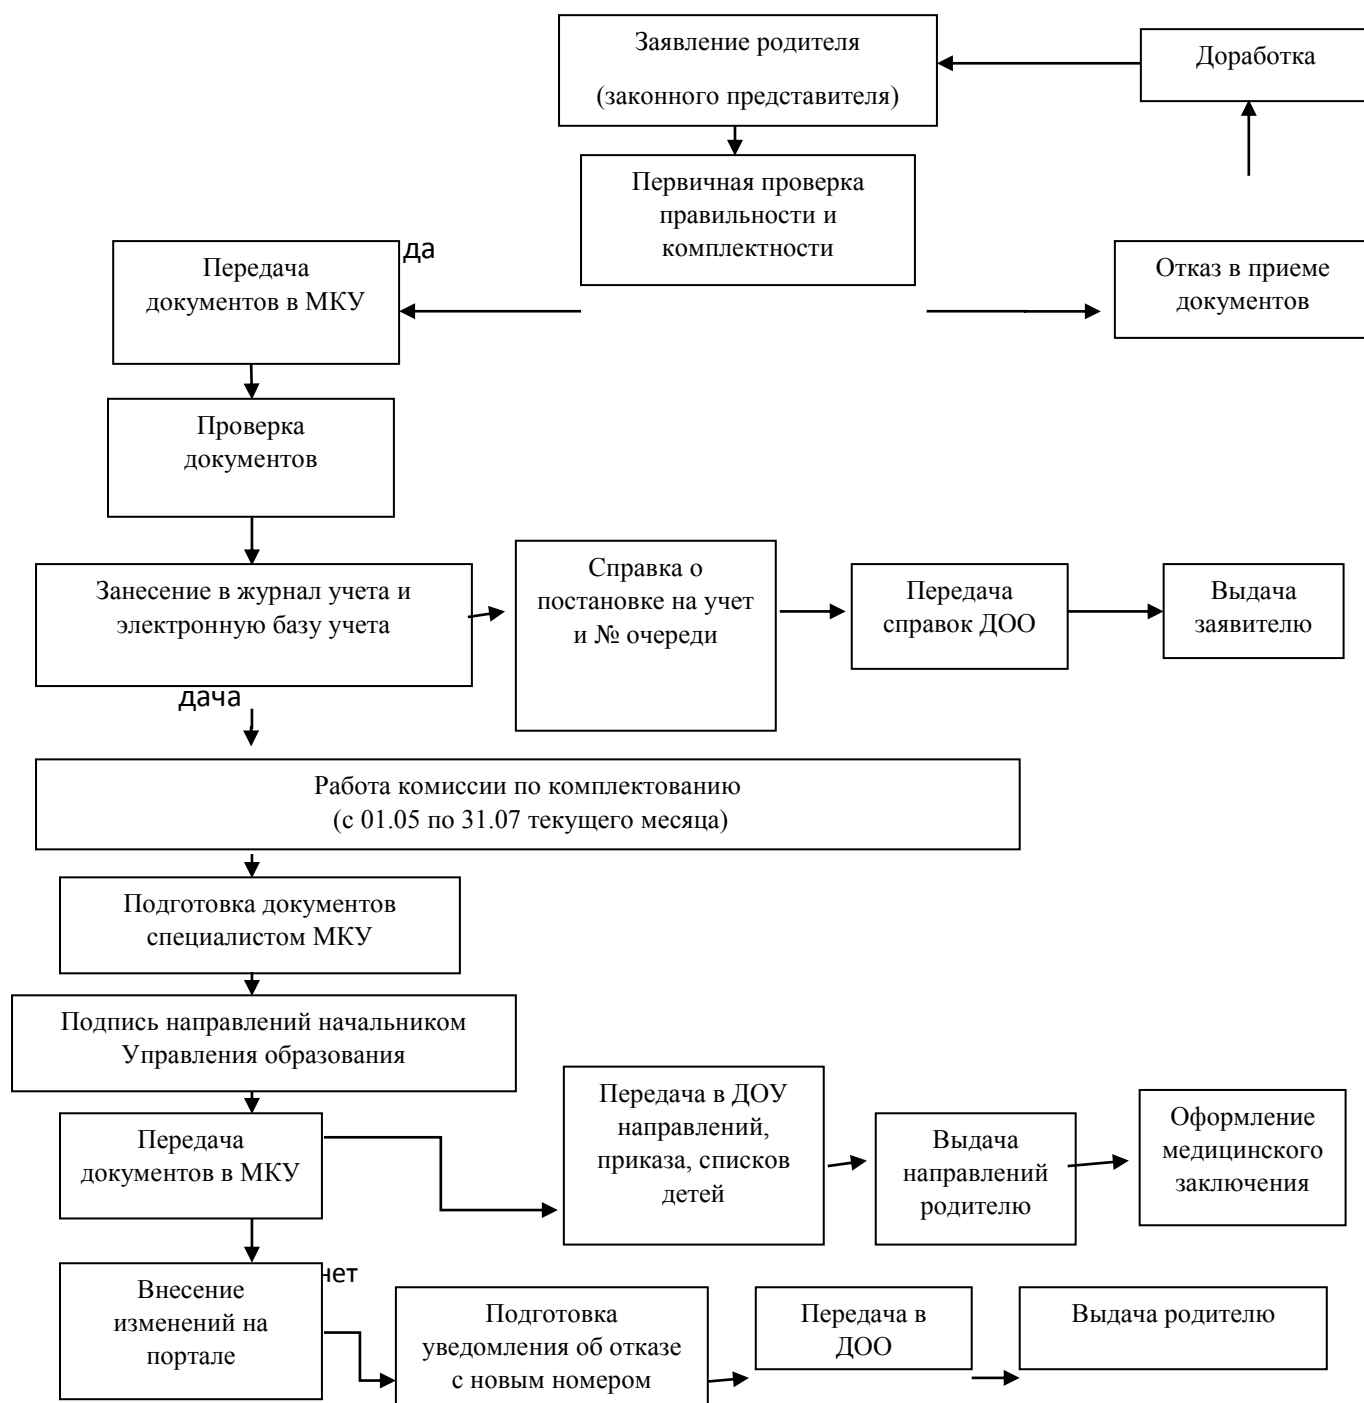 Заявление родителя
(законного представителя)
Доработка
Первичная проверка
правильности и
комплектности
да
Передача
документов в МКУ
Отказ в приеме
документов
Проверка
документов
Занесение в журнал учета и
электронную базу учета
Справка о
постановке на учет
и № очереди
Передача
справок ДОО
Выдача
заявителю
дача
Работа комиссии по комплектованию
(с 01.05 по 31.07 текущего месяца)
Подготовка документов
специалистом МКУ
Подпись направлений начальником
Управления образования
Передача
документов в МКУ
Передача в ДОУ
направлений,
приказа, списков
детей
Выдача
направлений
родителю
Оформление
медицинского
заключения
нет
Внесение
изменений на
портале
Подготовка
уведомления об отказе
с новым номером
Передача в
ДОО
Выдача родителю